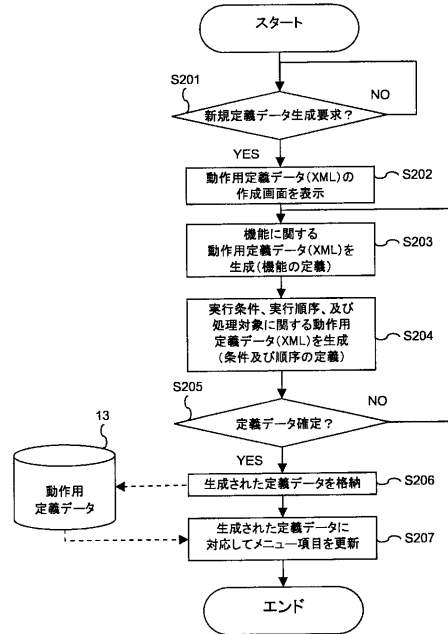 スタート
S201
新規定義データ生成要求？
NO
YES
動作用定義データ(XML)の
作成画面を表示
S202
機能に関する
動作用定義データ(XML)を
生成(機能の定義)
S203
実行条件、実行順序、及び
処理対象に関する動作用
定義データ(XML)を生成
(条件及び順序の定義)
S204
S205
定義データ確定？
NO
YES
13
動作用
定義データ
生成された定義データを格納
S206
生成された定義データに
対応してメニュー項目を更新
S207
エンド